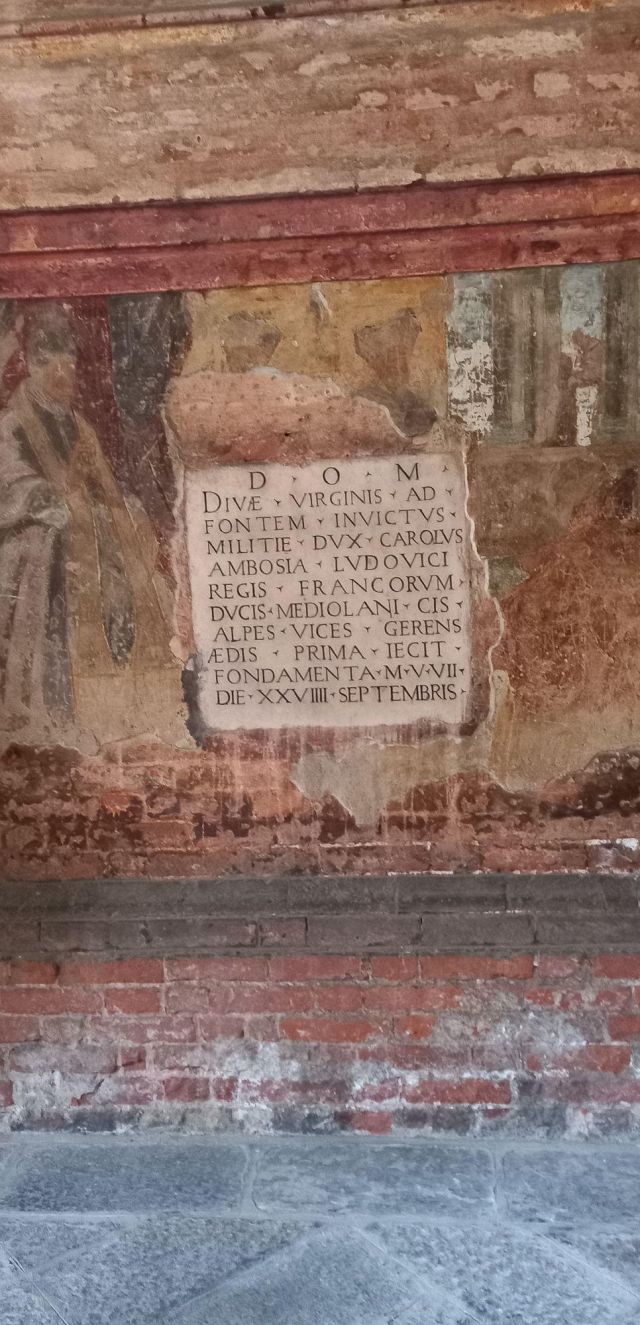 D · O · M ·
DIVÆ · VIRGINIS · AD ·
FONTEM · INVICTVS ·
MILITIE · DVX · CAROLVS
AMBOSIA · LVDOVICI
REGIS · FRANCORVM ·
DVCIS · MEDIOLANI · CIS ·
ALPES · VICES · GERENS
ÆDIS · PRIMA · IECIT ·
FONDAMENTA · M · V · VII ·
DIE · XXVIIII · SEPTEMBRIS ·